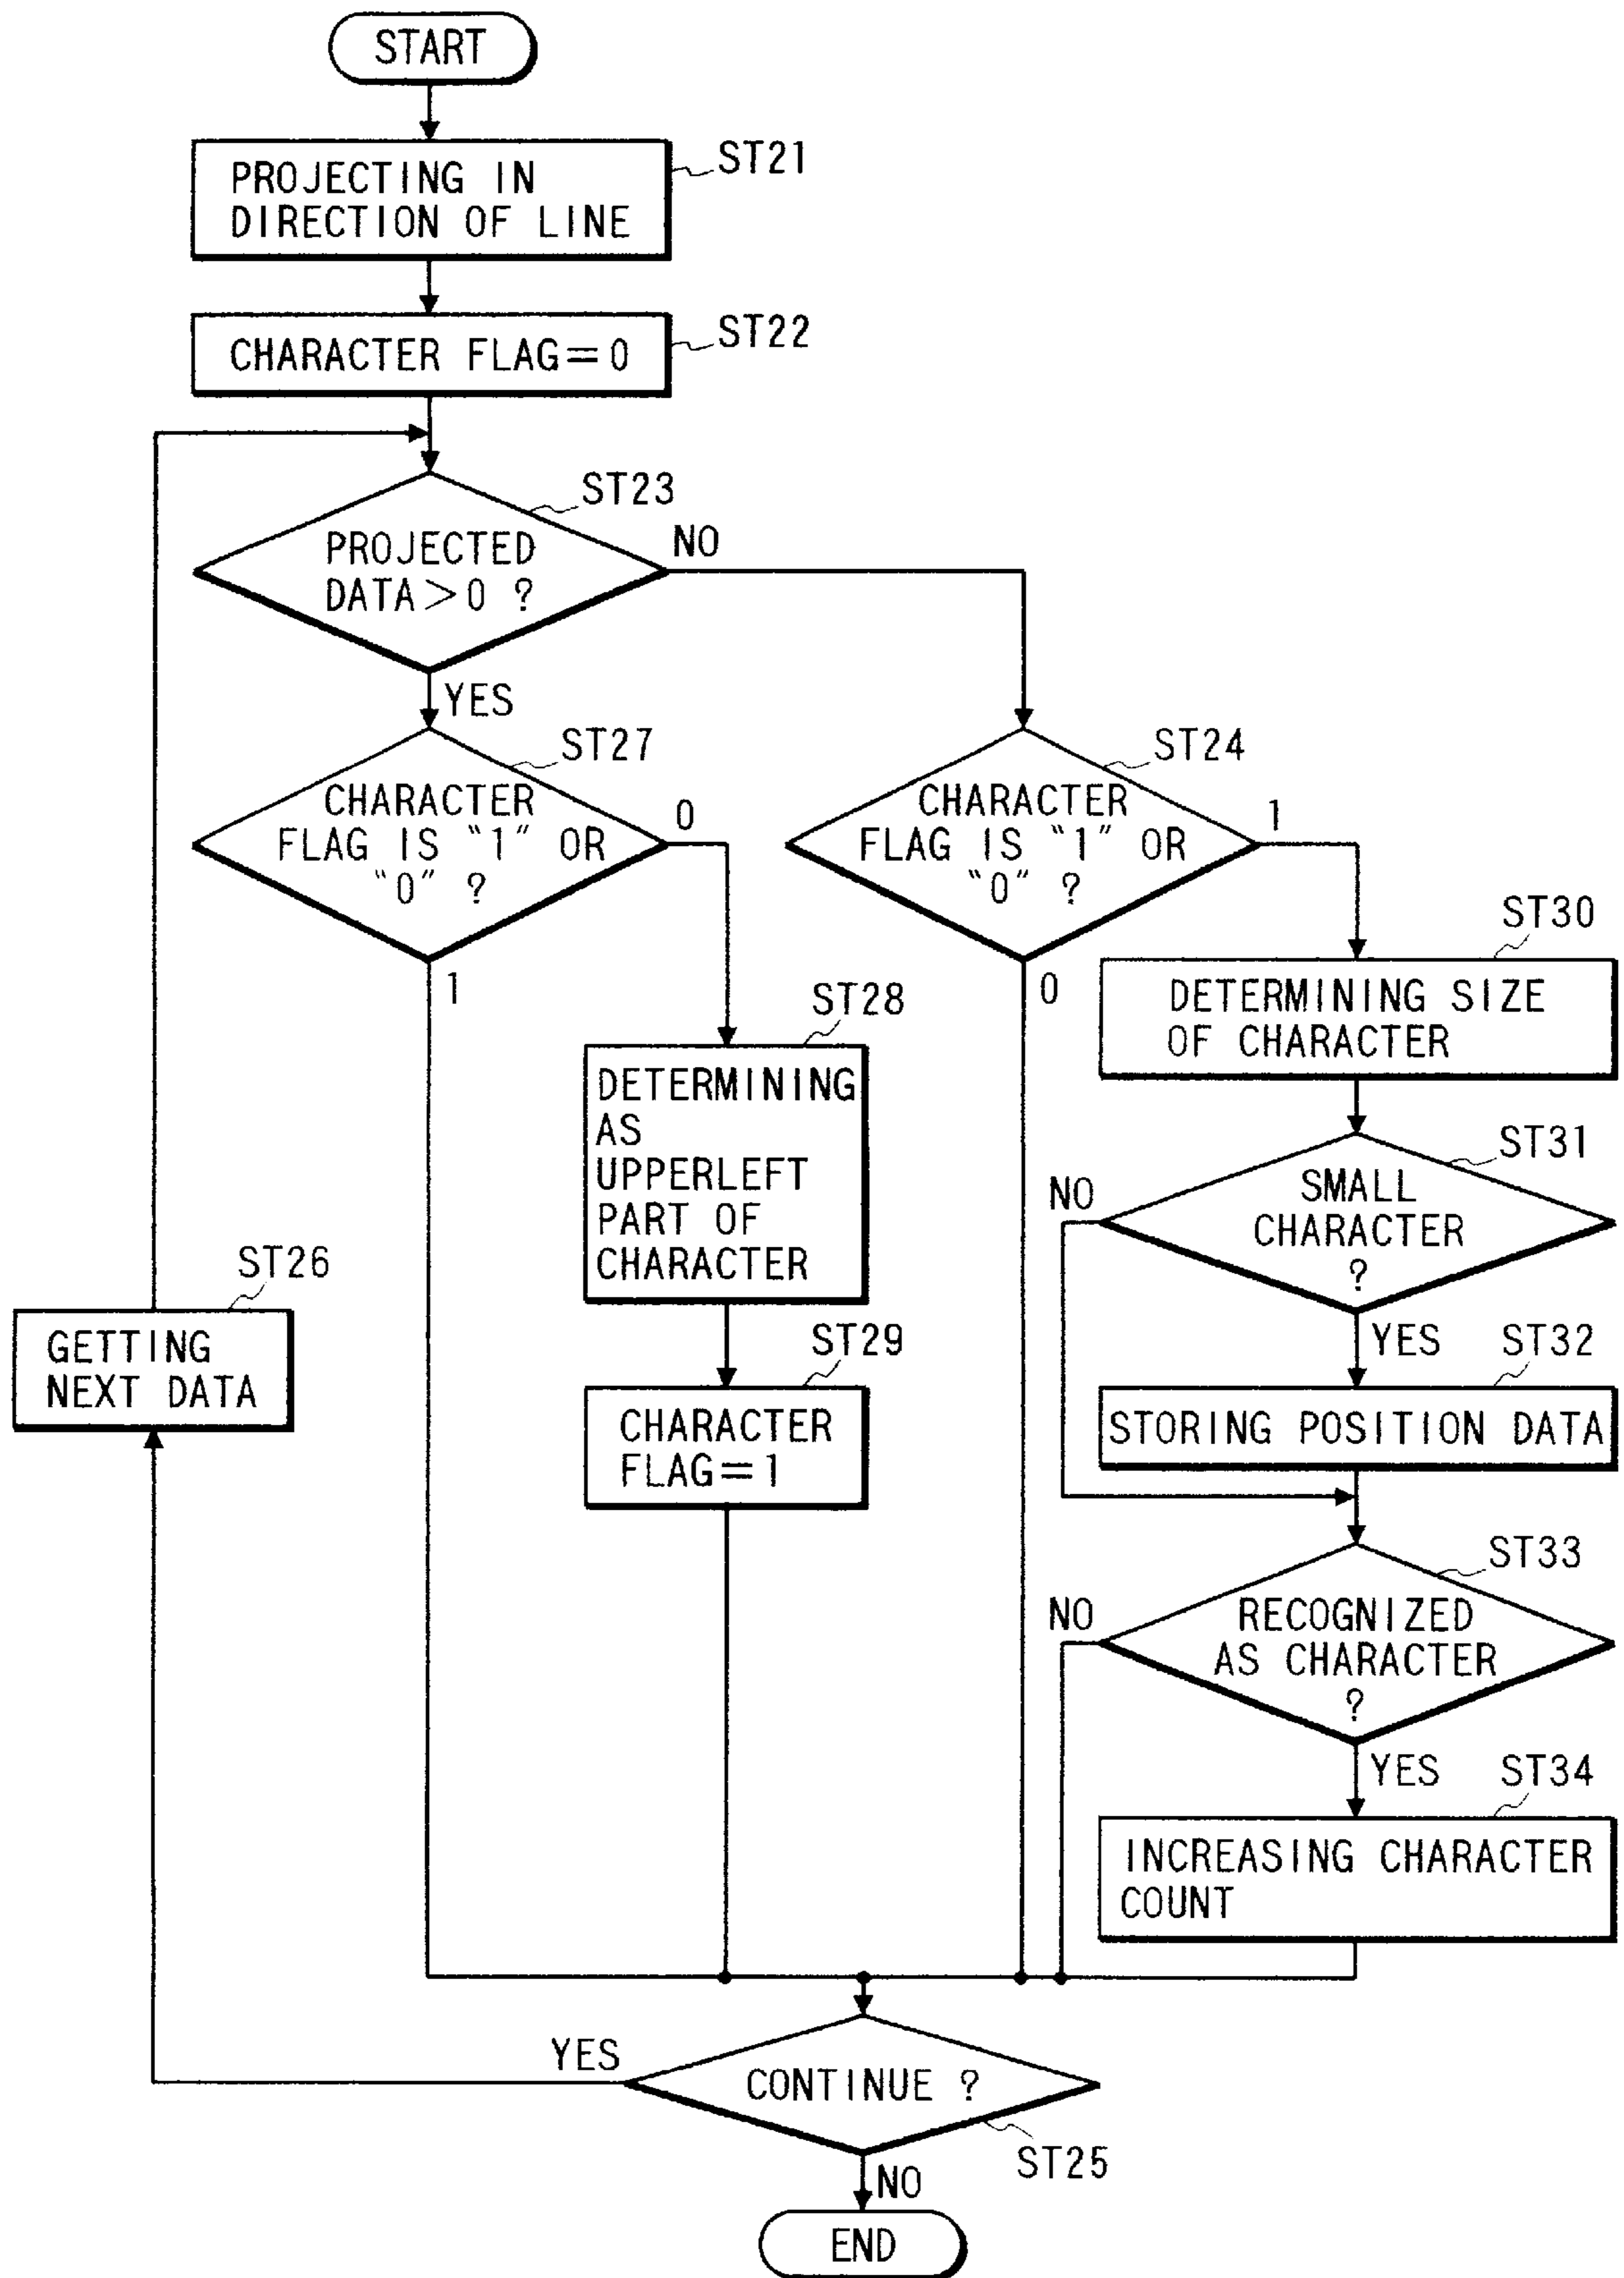 START
ST21
PROJECTING IN
DIRECTION OF LINE
ST22
CHARACTER FLAG=0
ST23
PROJECTED
DATA>0 ?
NO
YES
ST27
CHARACTER
FLAG IS "1" OR
"0" ?
0
1
ST24
CHARACTER
FLAG IS "1" OR
"0" ?
1
0
ST28
DETERMINING
AS
UPPERLEFT
PART OF
CHARACTER
ST29
CHARACTER
FLAG=1
ST30
DETERMINING SIZE
OF CHARACTER
ST31
SMALL
CHARACTER
?
NO
YES
ST32
STORING POSITION DATA
ST33
RECOGNIZED
AS CHARACTER
?
NO
YES
ST34
INCREASING CHARACTER
COUNT
ST26
GETTING
NEXT DATA
YES
CONTINUE ?
ST25
NO
END